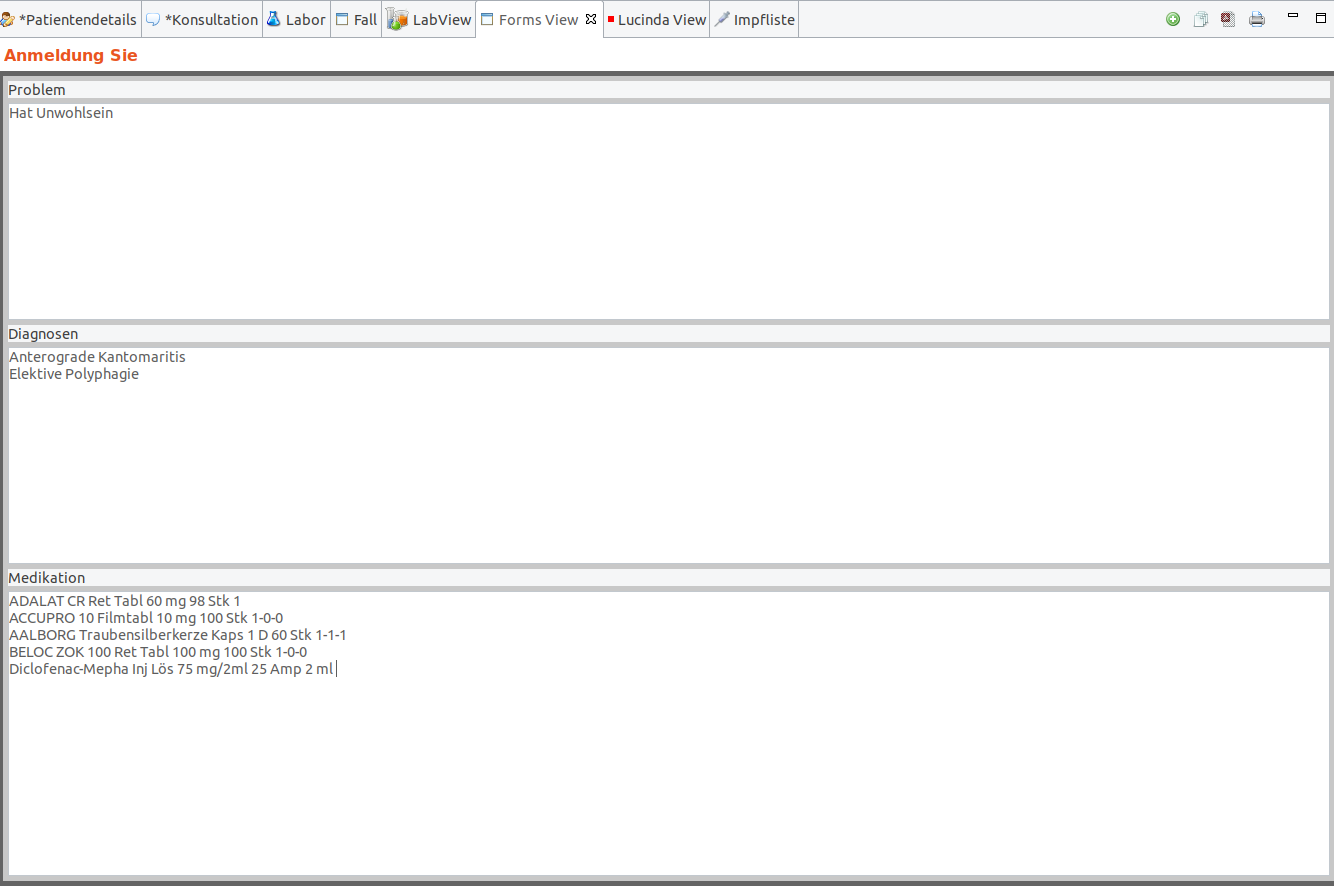 *Patientendetails *Konsultation Labor Fall LabView Forms View Lucinda View Impfliste
Anmeldung Sie
Problem
Hat Unwohlsein
Diagnosen
Anterograde Kantomaritis
Elektive Polyphagie
Medikation
ADALAT CR Ret Tabl 60 mg 98 Stk 1
ACCUPRO 10 Filmtabl 10 mg 100 Stk 1-0-0
AALBORG Traubensilberkerze Kaps 1 D 60 Stk 1-1-1
BELOC ZOK 100 Ret Tabl 100 mg 100 Stk 1-0-0
Diclofenac-Mepha Inj Lös 75 mg/2ml 25 Amp 2 ml